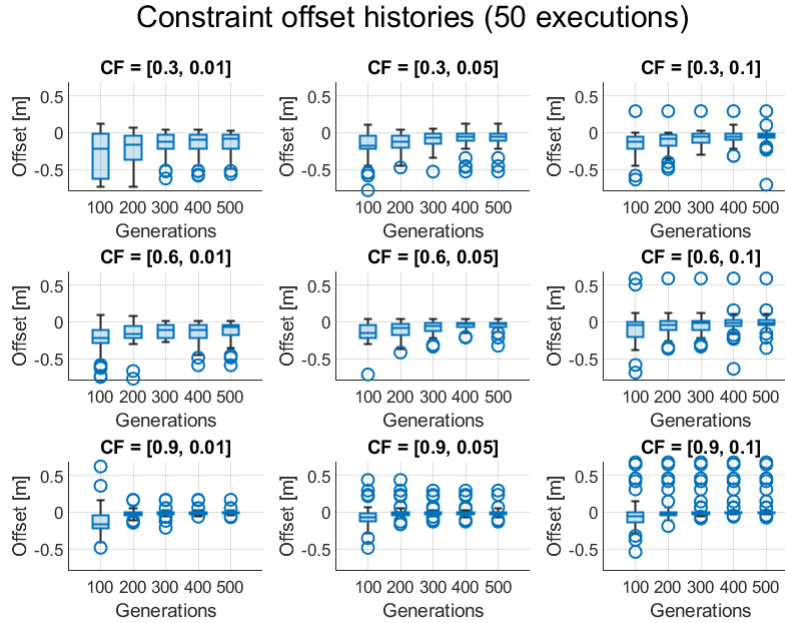 Constraint offset histories (50 executions)
CF = [0.3, 0.01]
CF = [0.3, 0.05]
CF = [0.3, 0.1]
Offset [m]
0.5
0
-0.5
100 200 300 400 500
Generations
Offset [m]
0.5
0
-0.5
100 200 300 400 500
Generations
Offset [m]
0.5
0
-0.5
100 200 300 400 500
Generations
CF = [0.6, 0.01]
CF = [0.6, 0.05]
CF = [0.6, 0.1]
Offset [m]
0.5
0
-0.5
100 200 300 400 500
Generations
Offset [m]
0.5
0
-0.5
100 200 300 400 500
Generations
Offset [m]
0.5
0
-0.5
100 200 300 400 500
Generations
CF = [0.9, 0.01]
CF = [0.9, 0.05]
CF = [0.9, 0.1]
Offset [m]
0.5
0
-0.5
100 200 300 400 500
Generations
Offset [m]
0.5
0
-0.5
100 200 300 400 500
Generations
Offset [m]
0.5
0
-0.5
100 200 300 400 500
Generations